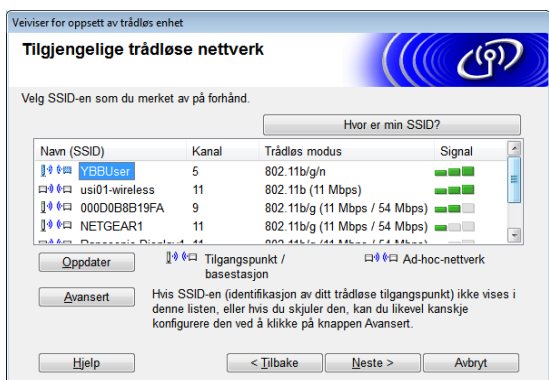 Veiviser for oppsett av trådløs enhet
Tilgjengelige trådløse nettverk
Velg SSID-en som du merket av på forhånd.
Hvor er min SSID?
Navn (SSID) Kanal Trådløs modus Signal
YBBUser 5 802.11b/g/n
usi01-wireless 11 802.11b (11 Mbps)
000D0B8B19FA 9 802.11b/g (11 Mbps / 54 Mbps)
NETGEAR1 11 802.11b/g (11 Mbps / 54 Mbps)
Oppdater
Tilgangspunkt /
basestasjon
Ad-hoc-nettverk
Avansert
Hvis SSID-en (identifikasjon av ditt trådløse tilgangspunkt) ikke vises i
denne listen, eller hvis du skjuler den, kan du likevel kanskje
konfigurere den ved å klikke på knappen Avansert.
Hjelp
< Tilbake
Neste >
Avbryt